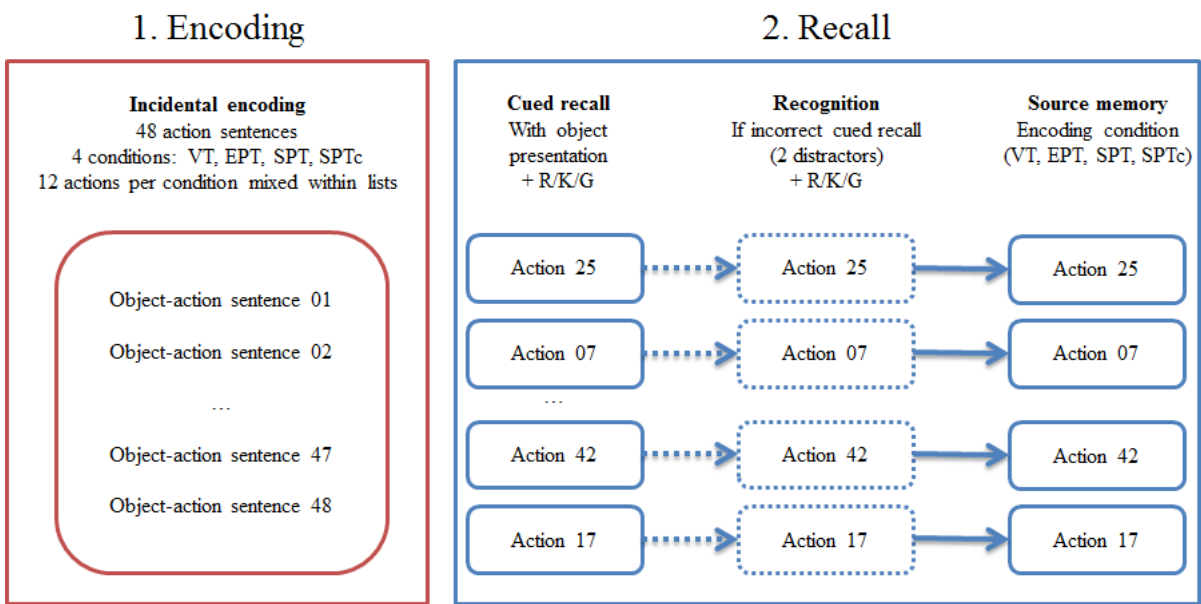 1. Encoding
Incidental encoding
48 action sentences
4 conditions: VT, EPT, SPT, SPTc
12 actions per condition mixed within lists
Object-action sentence 01
Object-action sentence 02
...
Object-action sentence 47
Object-action sentence 48
2. Recall
Cued recall
With object
presentation
+ R/K/G
Recognition
If incorrect cued recall
(2 distractors)
+ R/K/G
Source memory
Encoding condition
(VT, EPT, SPT, SPTc)
Action 25
Action 25
Action 25
Action 07
Action 07
Action 07
...
Action 42
Action 42
Action 42
Action 17
Action 17
Action 17